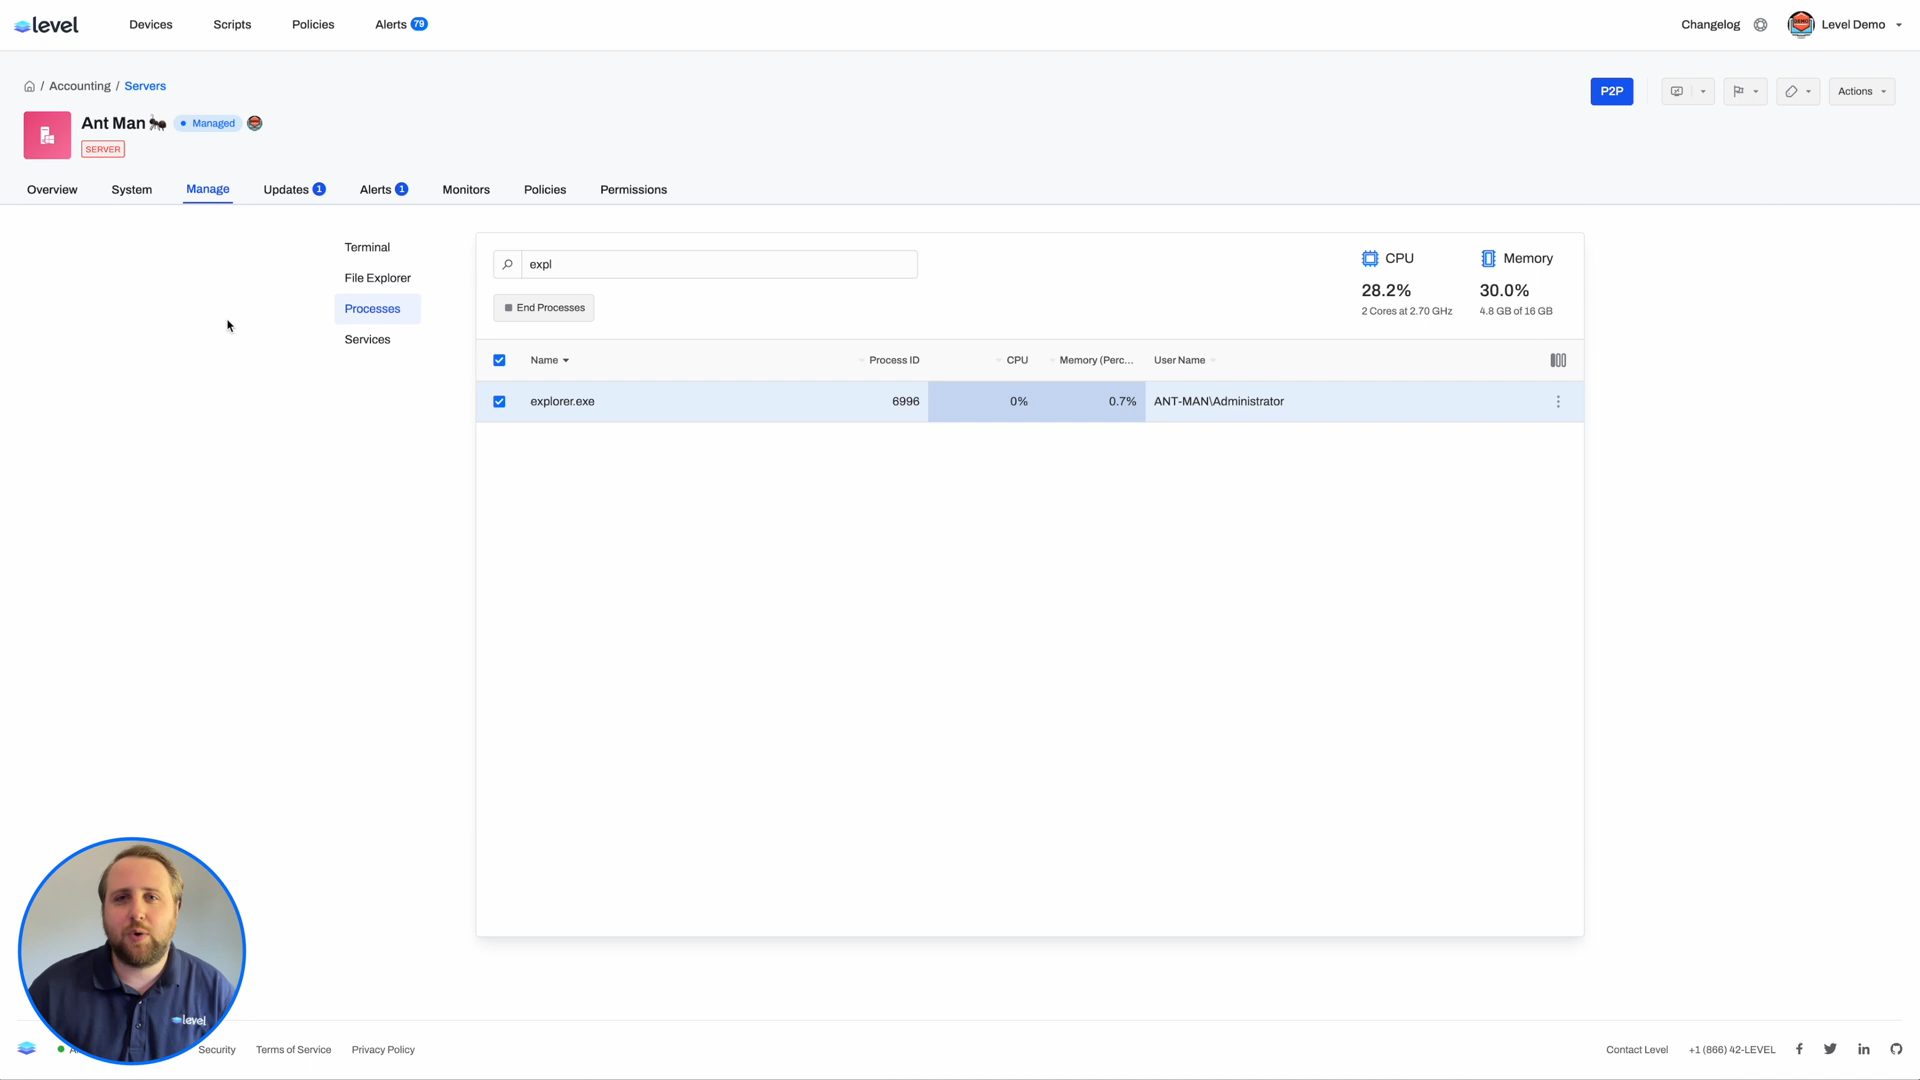 level
Devices
Scripts
Policies
Alerts 79
Changelog
Level Demo
/ Accounting / Servers
P2P
Actions
Ant Man
Managed
SERVER
Overview
System
Manage
Updates 1
Alerts 1
Monitors
Policies
Permissions
Terminal
File Explorer
Processes
Services
expl
End Processes
CPU
28.2%
2 Cores at 2.70 GHz
Memory
30.0%
4.8 GB of 16 GB
Name Process ID CPU Memory (Perc... User Name
explorer.exe 6996 0% 0.7% ANT-MAN\Administrator
level
Security
Terms of Service
Privacy Policy
Contact Level
+1 (866) 42-LEVEL